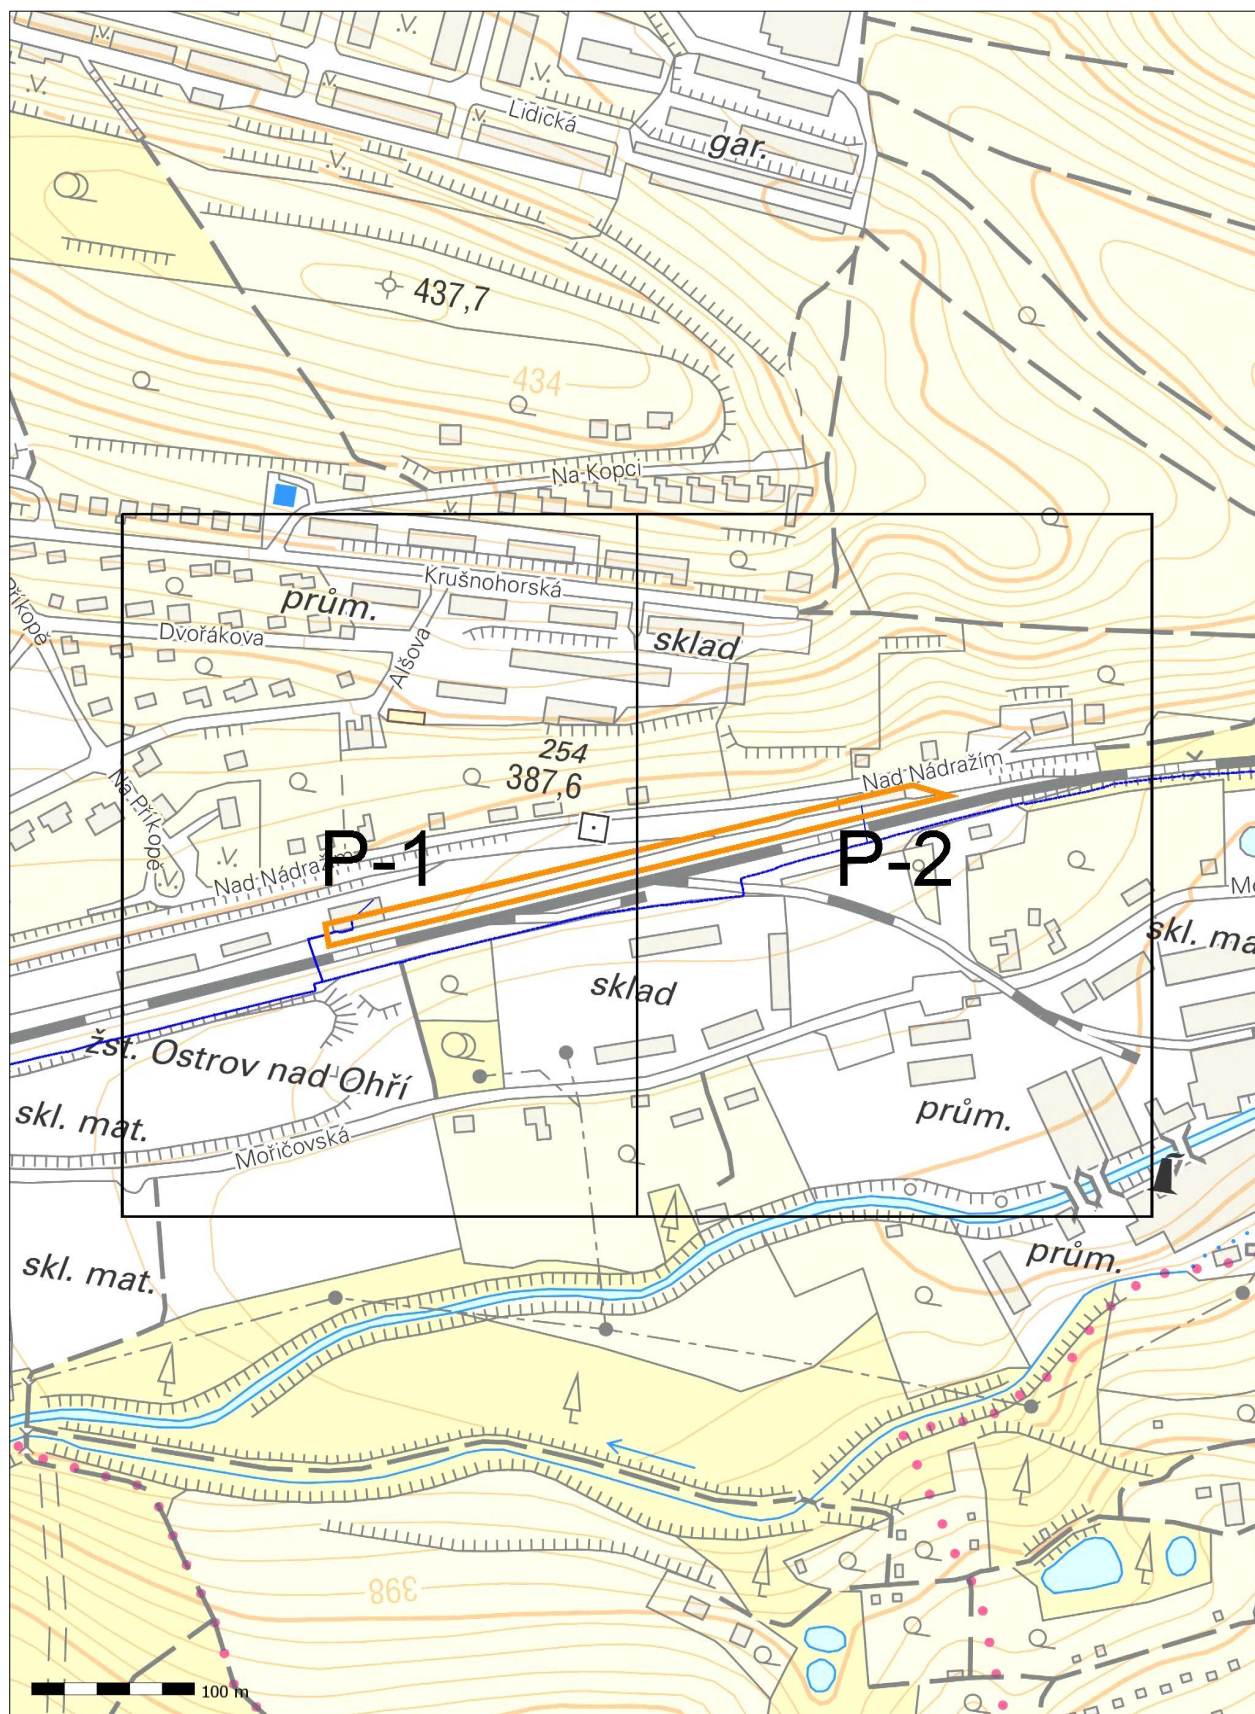 Lidická
gar.
437,7
434
Na Kopci
Krušnohorská
prům.
Příkopě
Dvořákova
Alšova
sklad
254
387,6
Nad Nádražím
Na Příkopě
P-1
P-2
Nad Nádražím
skl. ma
sklad
žst. Ostrov nad Ohří
skl. mat.
prům.
Mořičovská
skl. mat.
prům.
398
100 m